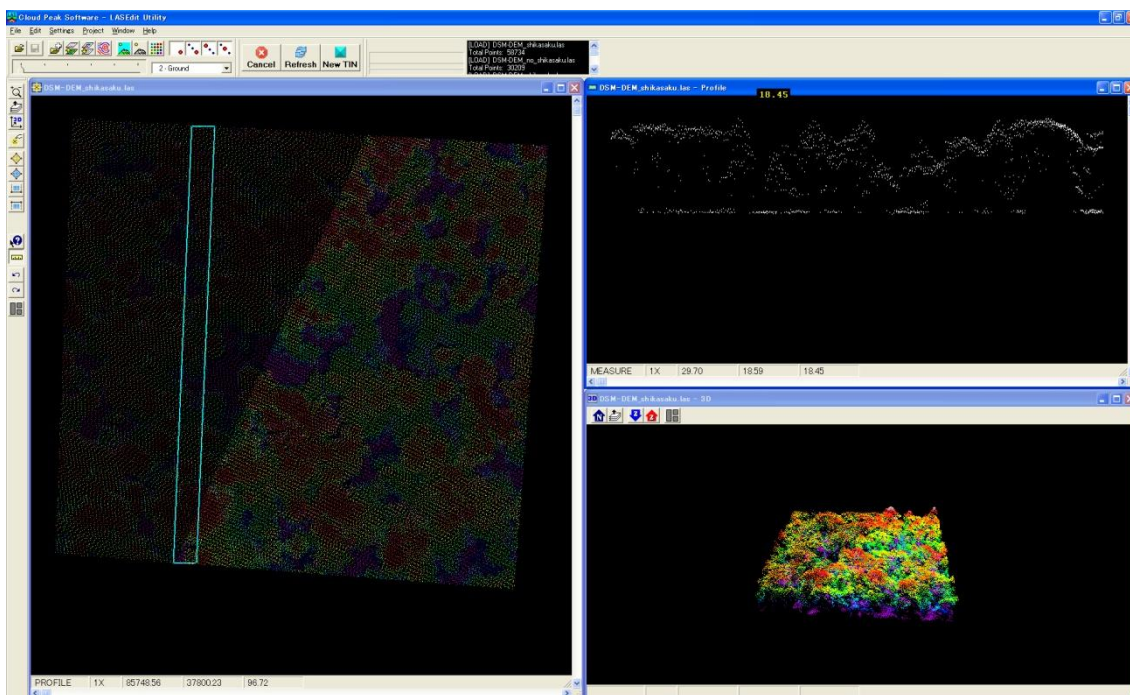 Cloud Peak Software - LASEdit Utility
File Edit Settings Project Window Help
2 - Ground
Cancel Refresh New TIN
[LOAD] DSM-DEM_shikasaku.las
Total Points: 58734
[LOAD] DSM-DEM_no_shikasaku.las
Total Points: 30209
DSM-DEM_shikasaku.las
DSM-DEM_shikasaku.las - Profile
18.45
MEASURE 1X 29.70 18.59 18.45
3D DSM-DEM_shikasaku.las - 3D
N Z Z
PROFILE 1X 85748.56 37800.23 96.72